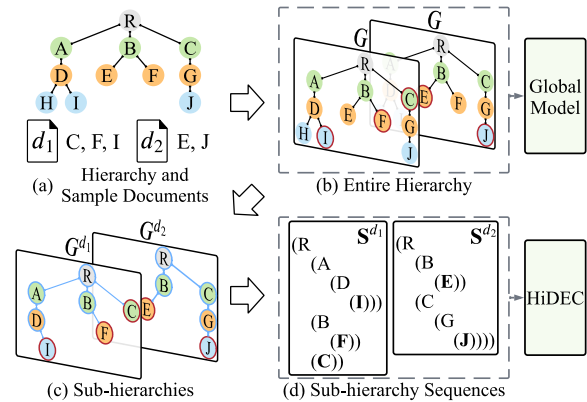 R
A B C
D E F G
H I J
d₁ C, F, I d₂ E, J
(a) Hierarchy and
Sample Documents
G
G
R
R
A B C
B C
D E F G
E F G
H I J
J
(b) Entire Hierarchy
Global
Model
G^{d₁}
G^{d₂}
R
R
A B C
B C
D F
E G
I
J
(c) Sub-hierarchies
S^{d₁}
(R
(A
(D
(I)))
(B
(F))
(C))
S^{d₂}
(R
(B
(E))
(C
(G
(J))))
(d) Sub-hierarchy Sequences
HiDEC